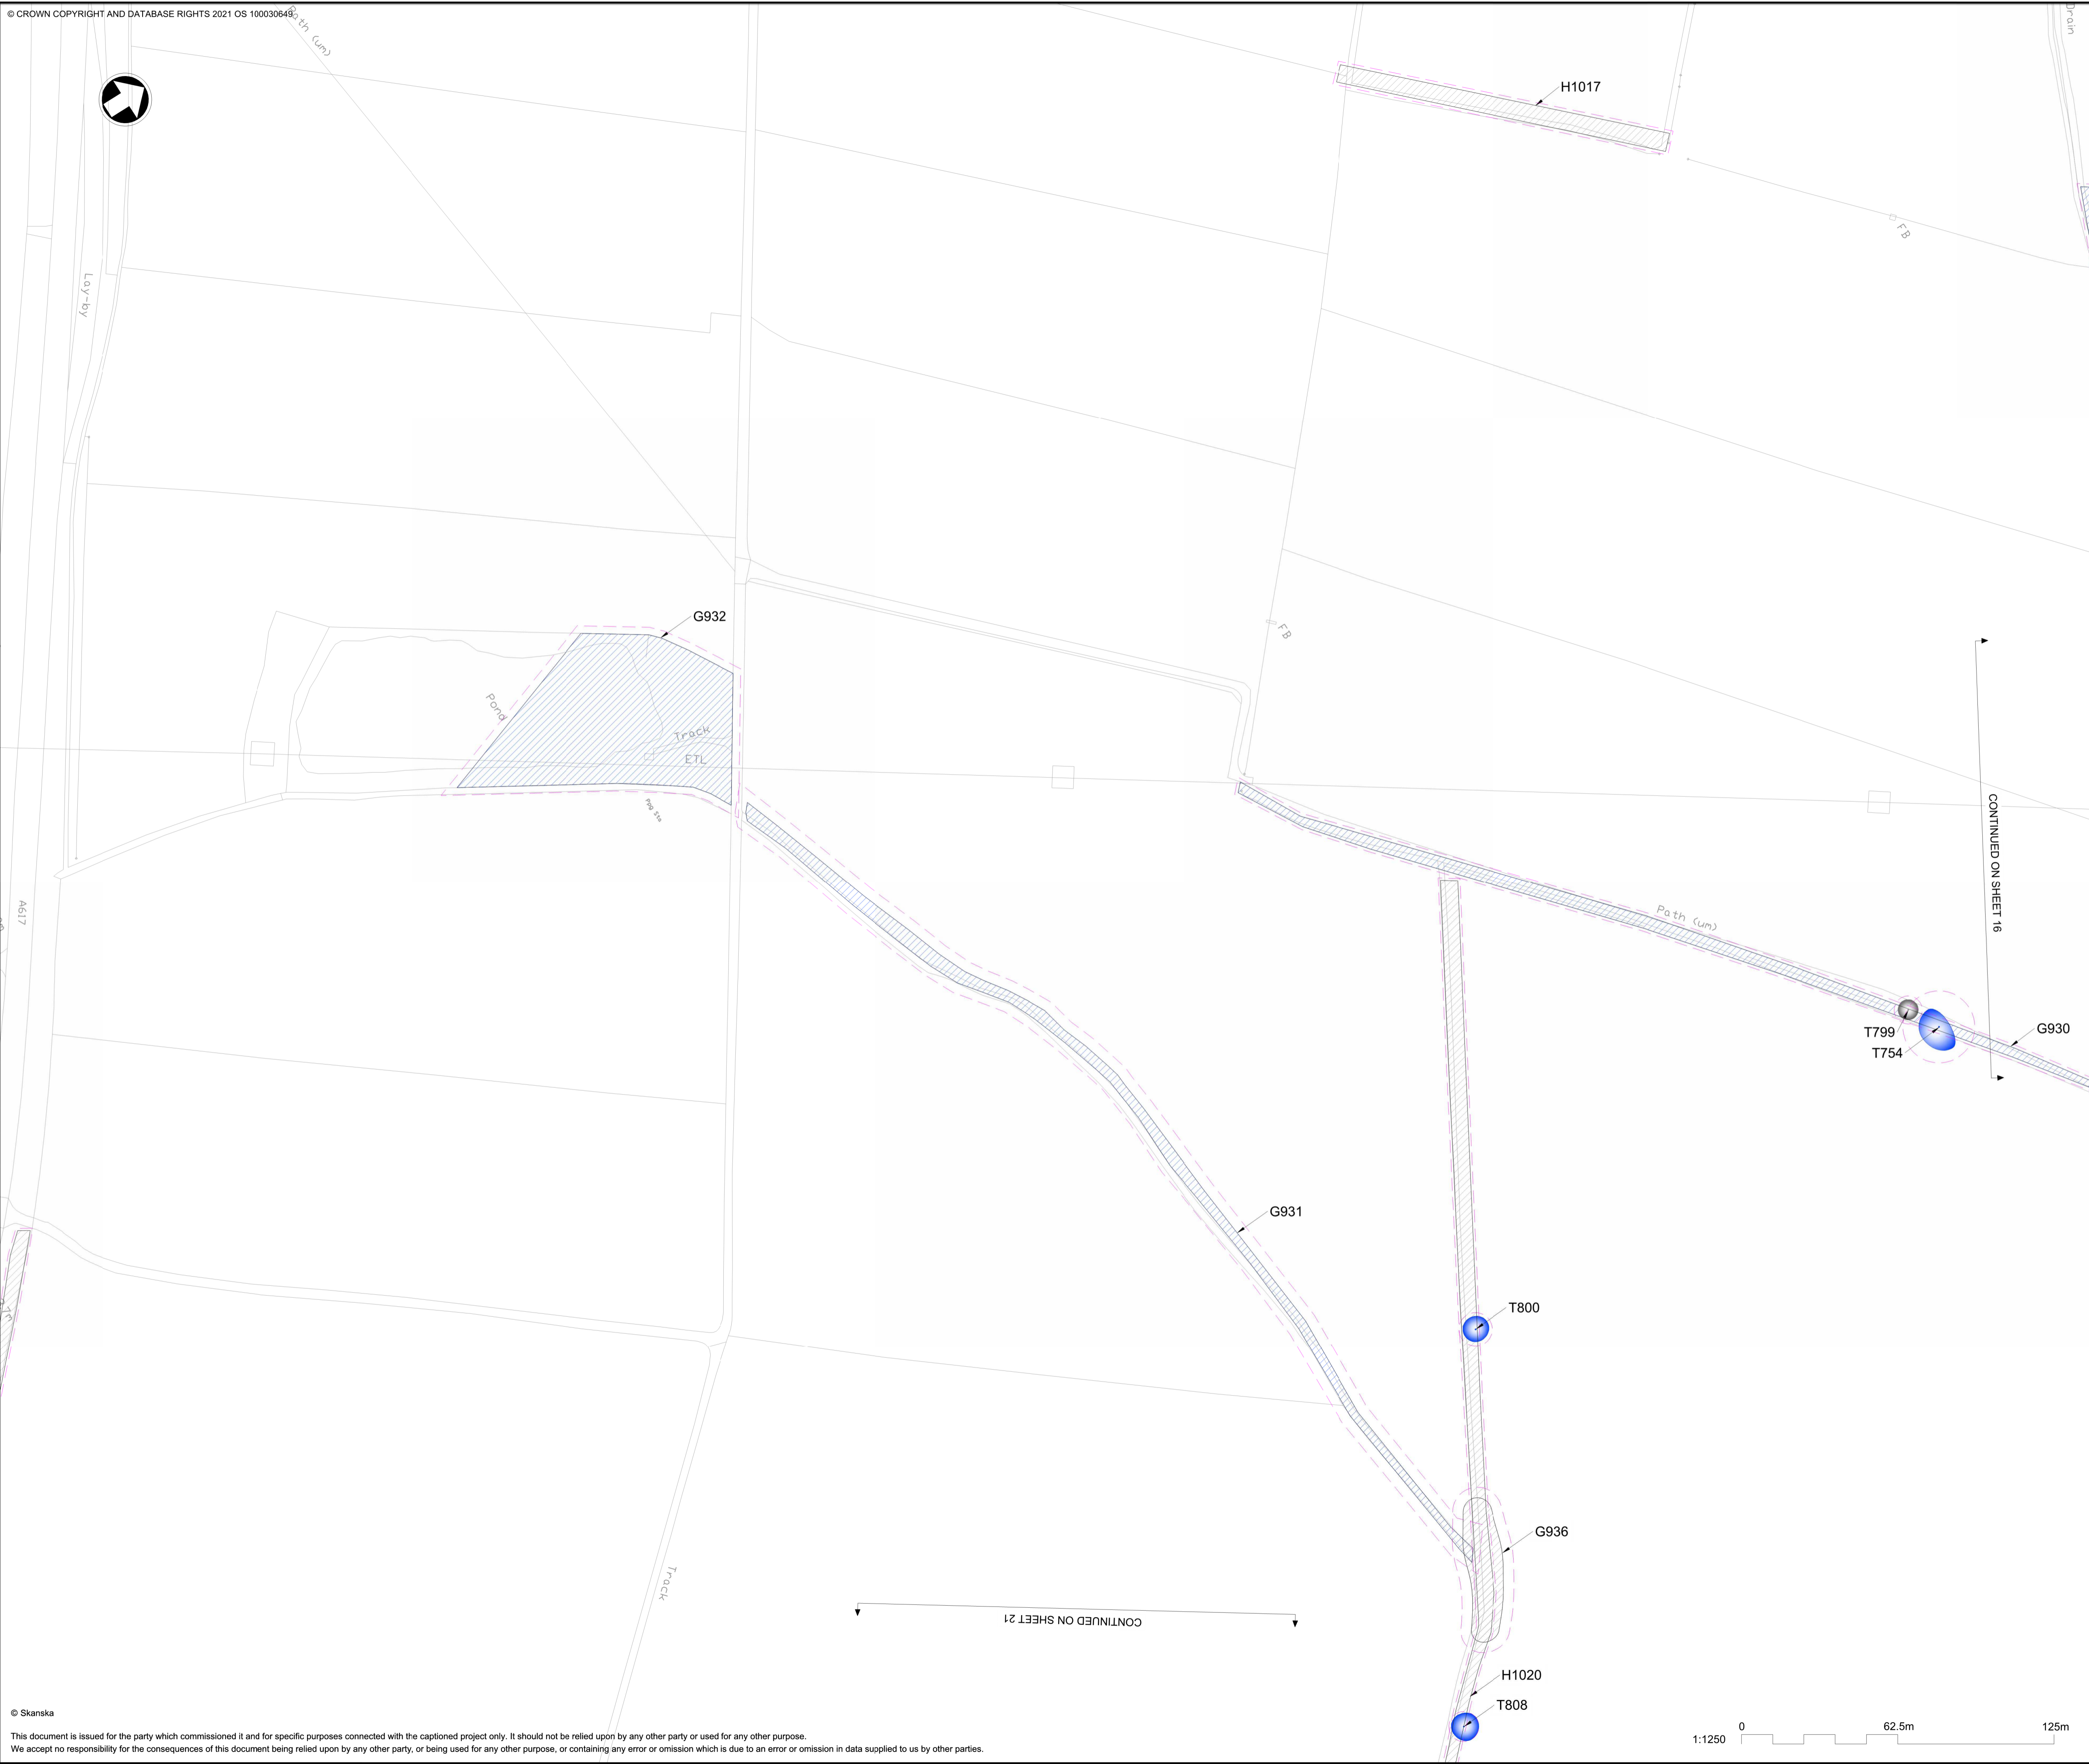 © CROWN COPYRIGHT AND DATABASE RIGHTS 2021 OS 100030649
Path (um)
Drain
H1017
FB
Lay-by
G932
FB
Pond
Track
ETL
Ppg Sta
CONTINUED ON SHEET 16
A617
Path (um)
T799
T754
G930
G931
T800
G936
Track
CONTINUED ON SHEET 21
H1020
T808
© Skanska
This document is issued for the party which commissioned it and for specific purposes connected with the captioned project only. It should not be relied upon by any other party or used for any other purpose.
We accept no responsibility for the consequences of this document being relied upon by any other party, or being used for any other purpose, or containing any error or omission which is due to an error or omission in data supplied to us by other parties.
1:1250
0 62.5m 125m